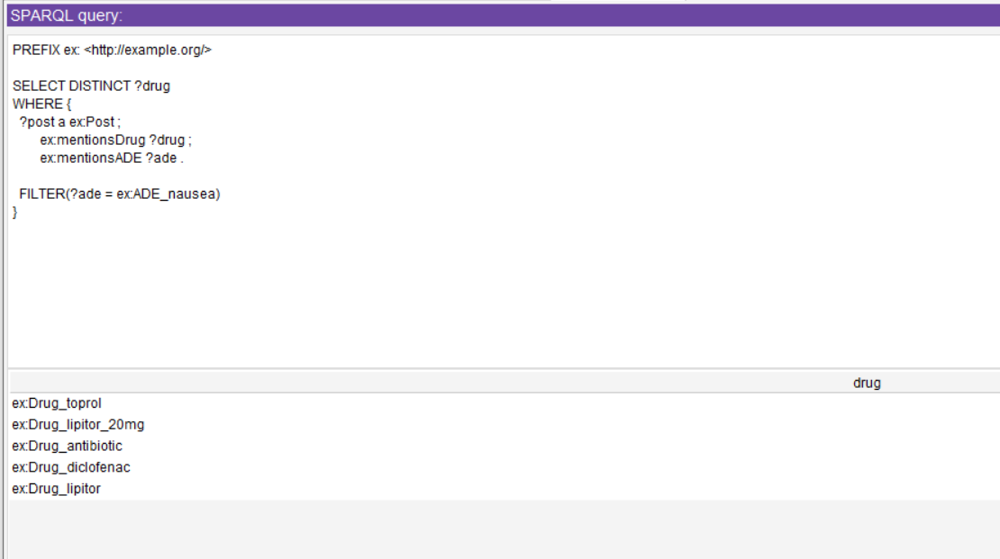 SPARQL query:
PREFIX ex: <http://example.org/>
SELECT DISTINCT ?drug
WHERE {
?post a ex:Post ;
ex:mentionsDrug ?drug ;
ex:mentionsADE ?ade .
FILTER(?ade = ex:ADE_nausea)
}
drug
ex:Drug_toprol
ex:Drug_lipitor_20mg
ex:Drug_antibiotic
ex:Drug_diclofenac
ex:Drug_lipitor